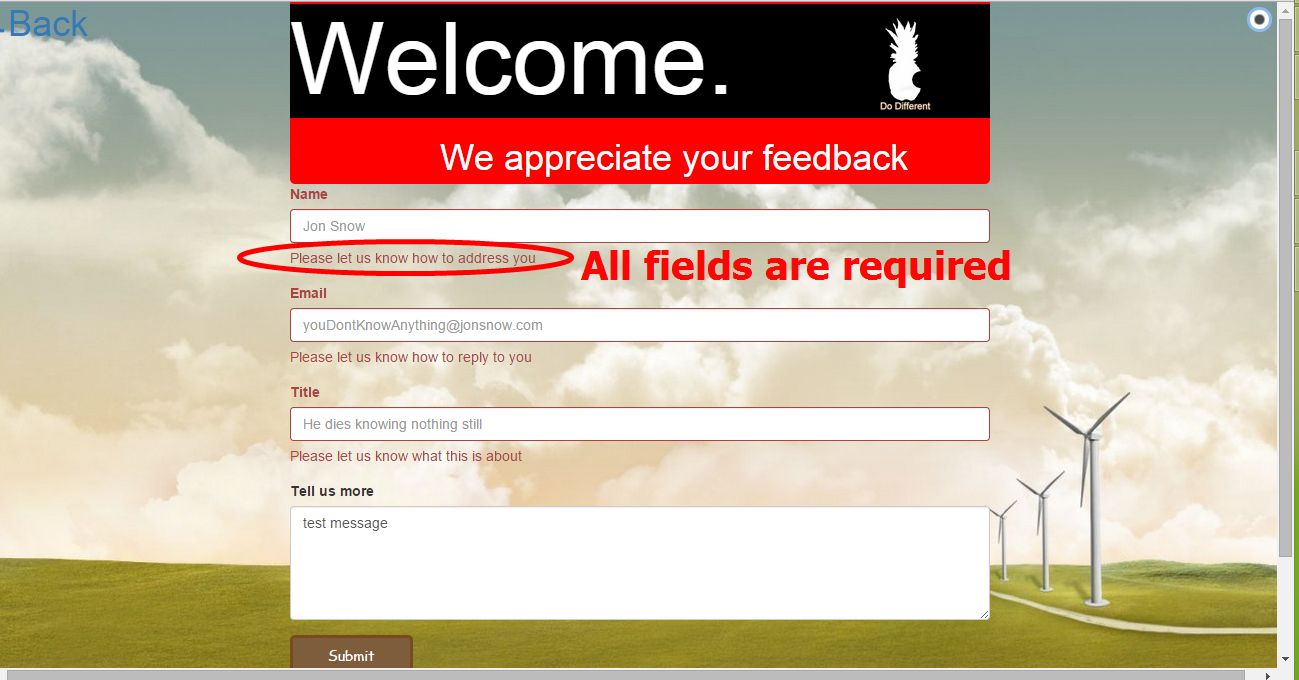 Back
Welcome.
Do Different
We appreciate your feedback
Name
Jon Snow
Please let us know how to address you
All fields are required
Email
youDontKnowAnything@jonsnow.com
Please let us know how to reply to you
Title
He dies knowing nothing still
Please let us know what this is about
Tell us more
test message
Submit